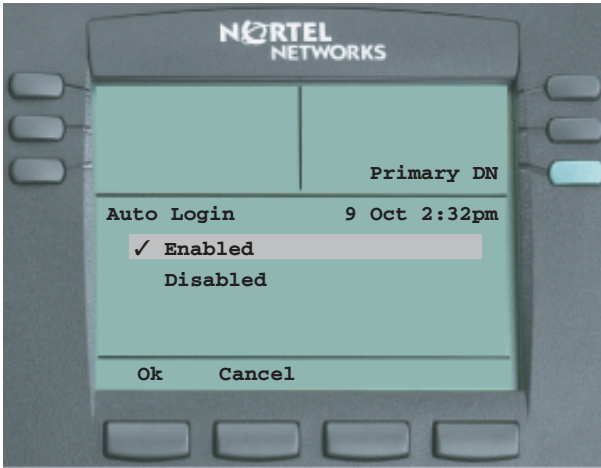 NORTEL
NETWORKS
Primary DN
Auto Login 9 Oct 2:32pm
✓ Enabled
Disabled
Ok Cancel